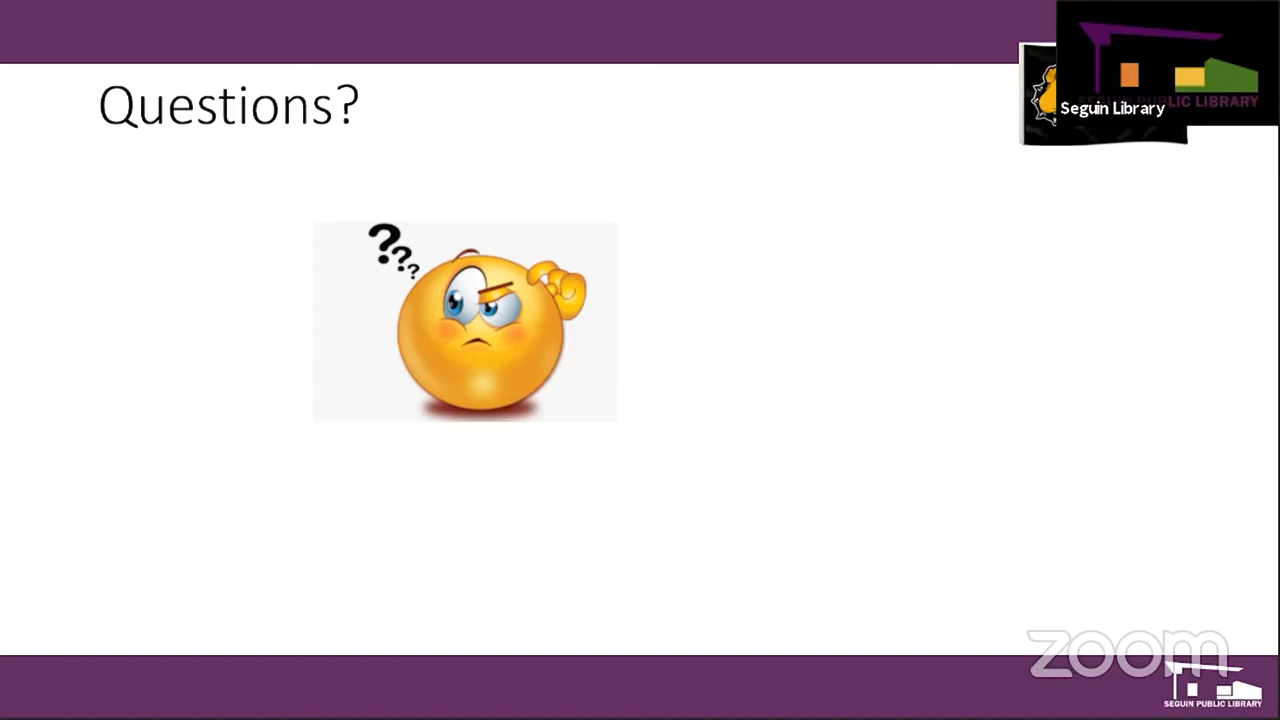 Questions?
SEGUIN PUBLIC LIBRARY
Seguin Library
? ? ?
zoom
SEGUIN PUBLIC LIBRARY